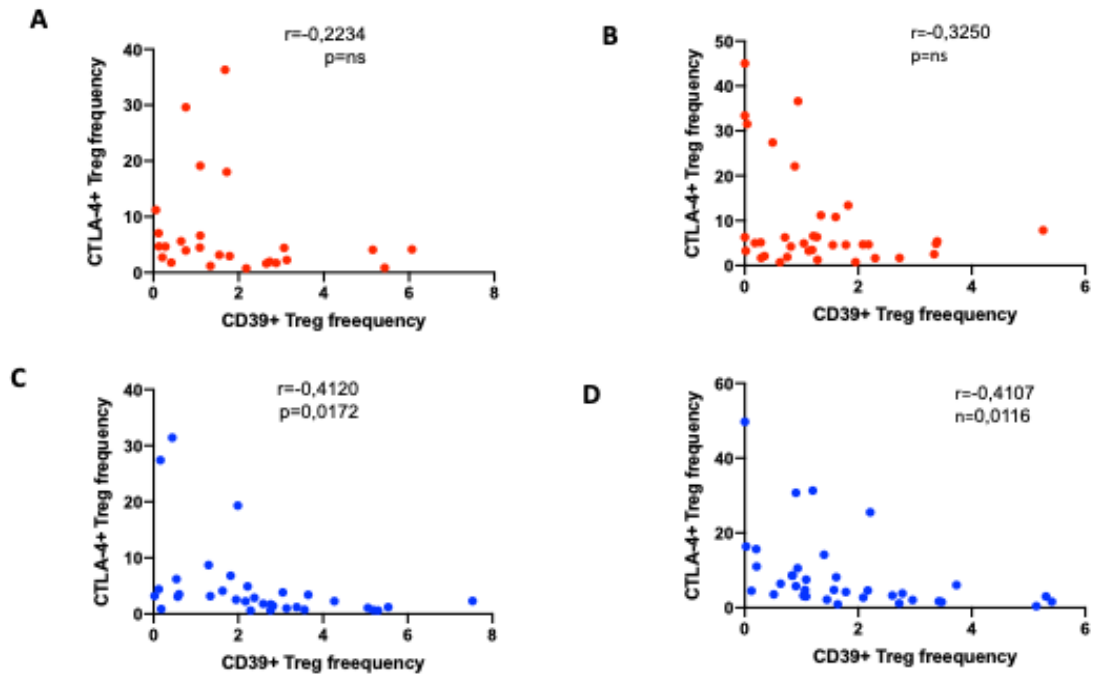 A
r=-0,2234
p=ns
40
30
20
10
0
CTLA-4+ Treg frequency
0 2 4 6 8
CD39+ Treg freequency
B
r=-0,3250
p=ns
50
40
30
20
10
0
CTLA-4+ Treg frequency
0 2 4 6
CD39+ Treg freequency
C
r=-0,4120
p=0,0172
40
30
20
10
0
CTLA-4+ Treg frequency
0 2 4 6 8
CD39+ Treg freequency
D
r=-0,4107
n=0,0116
60
40
20
0
CTLA-4+ Treg frequency
0 2 4 6
CD39+ Treg freequency